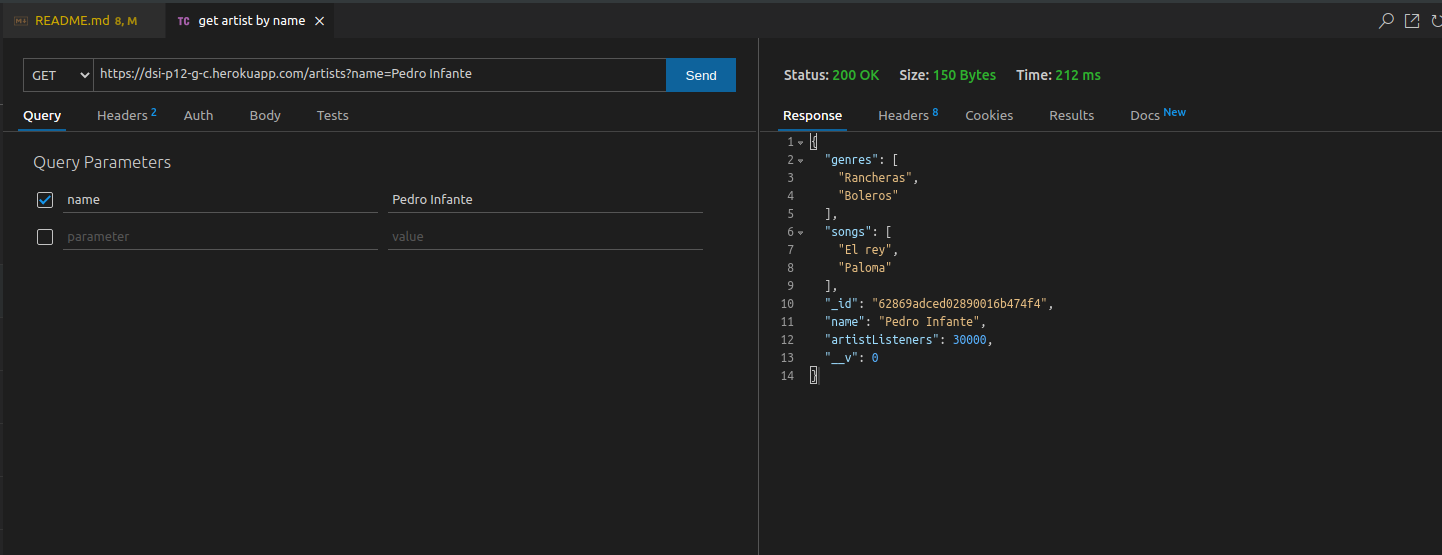 README.md 8, M
TC get artist by name
GET https://dsi-p12-g-c.herokuapp.com/artists?name=Pedro Infante Send
Query Headers 2 Auth Body Tests
Query Parameters
name Pedro Infante
parameter value
Status: 200 OK Size: 150 Bytes Time: 212 ms
Response Headers 8 Cookies Results Docs New
1 {
2 "genres": [
3 "Rancheras",
4 "Boleros"
5 ],
6 "songs": [
7 "El rey",
8 "Paloma"
9 ],
10 "_id": "62869adced02890016b474f4",
11 "name": "Pedro Infante",
12 "artistListeners": 30000,
13 "__v": 0
14 }